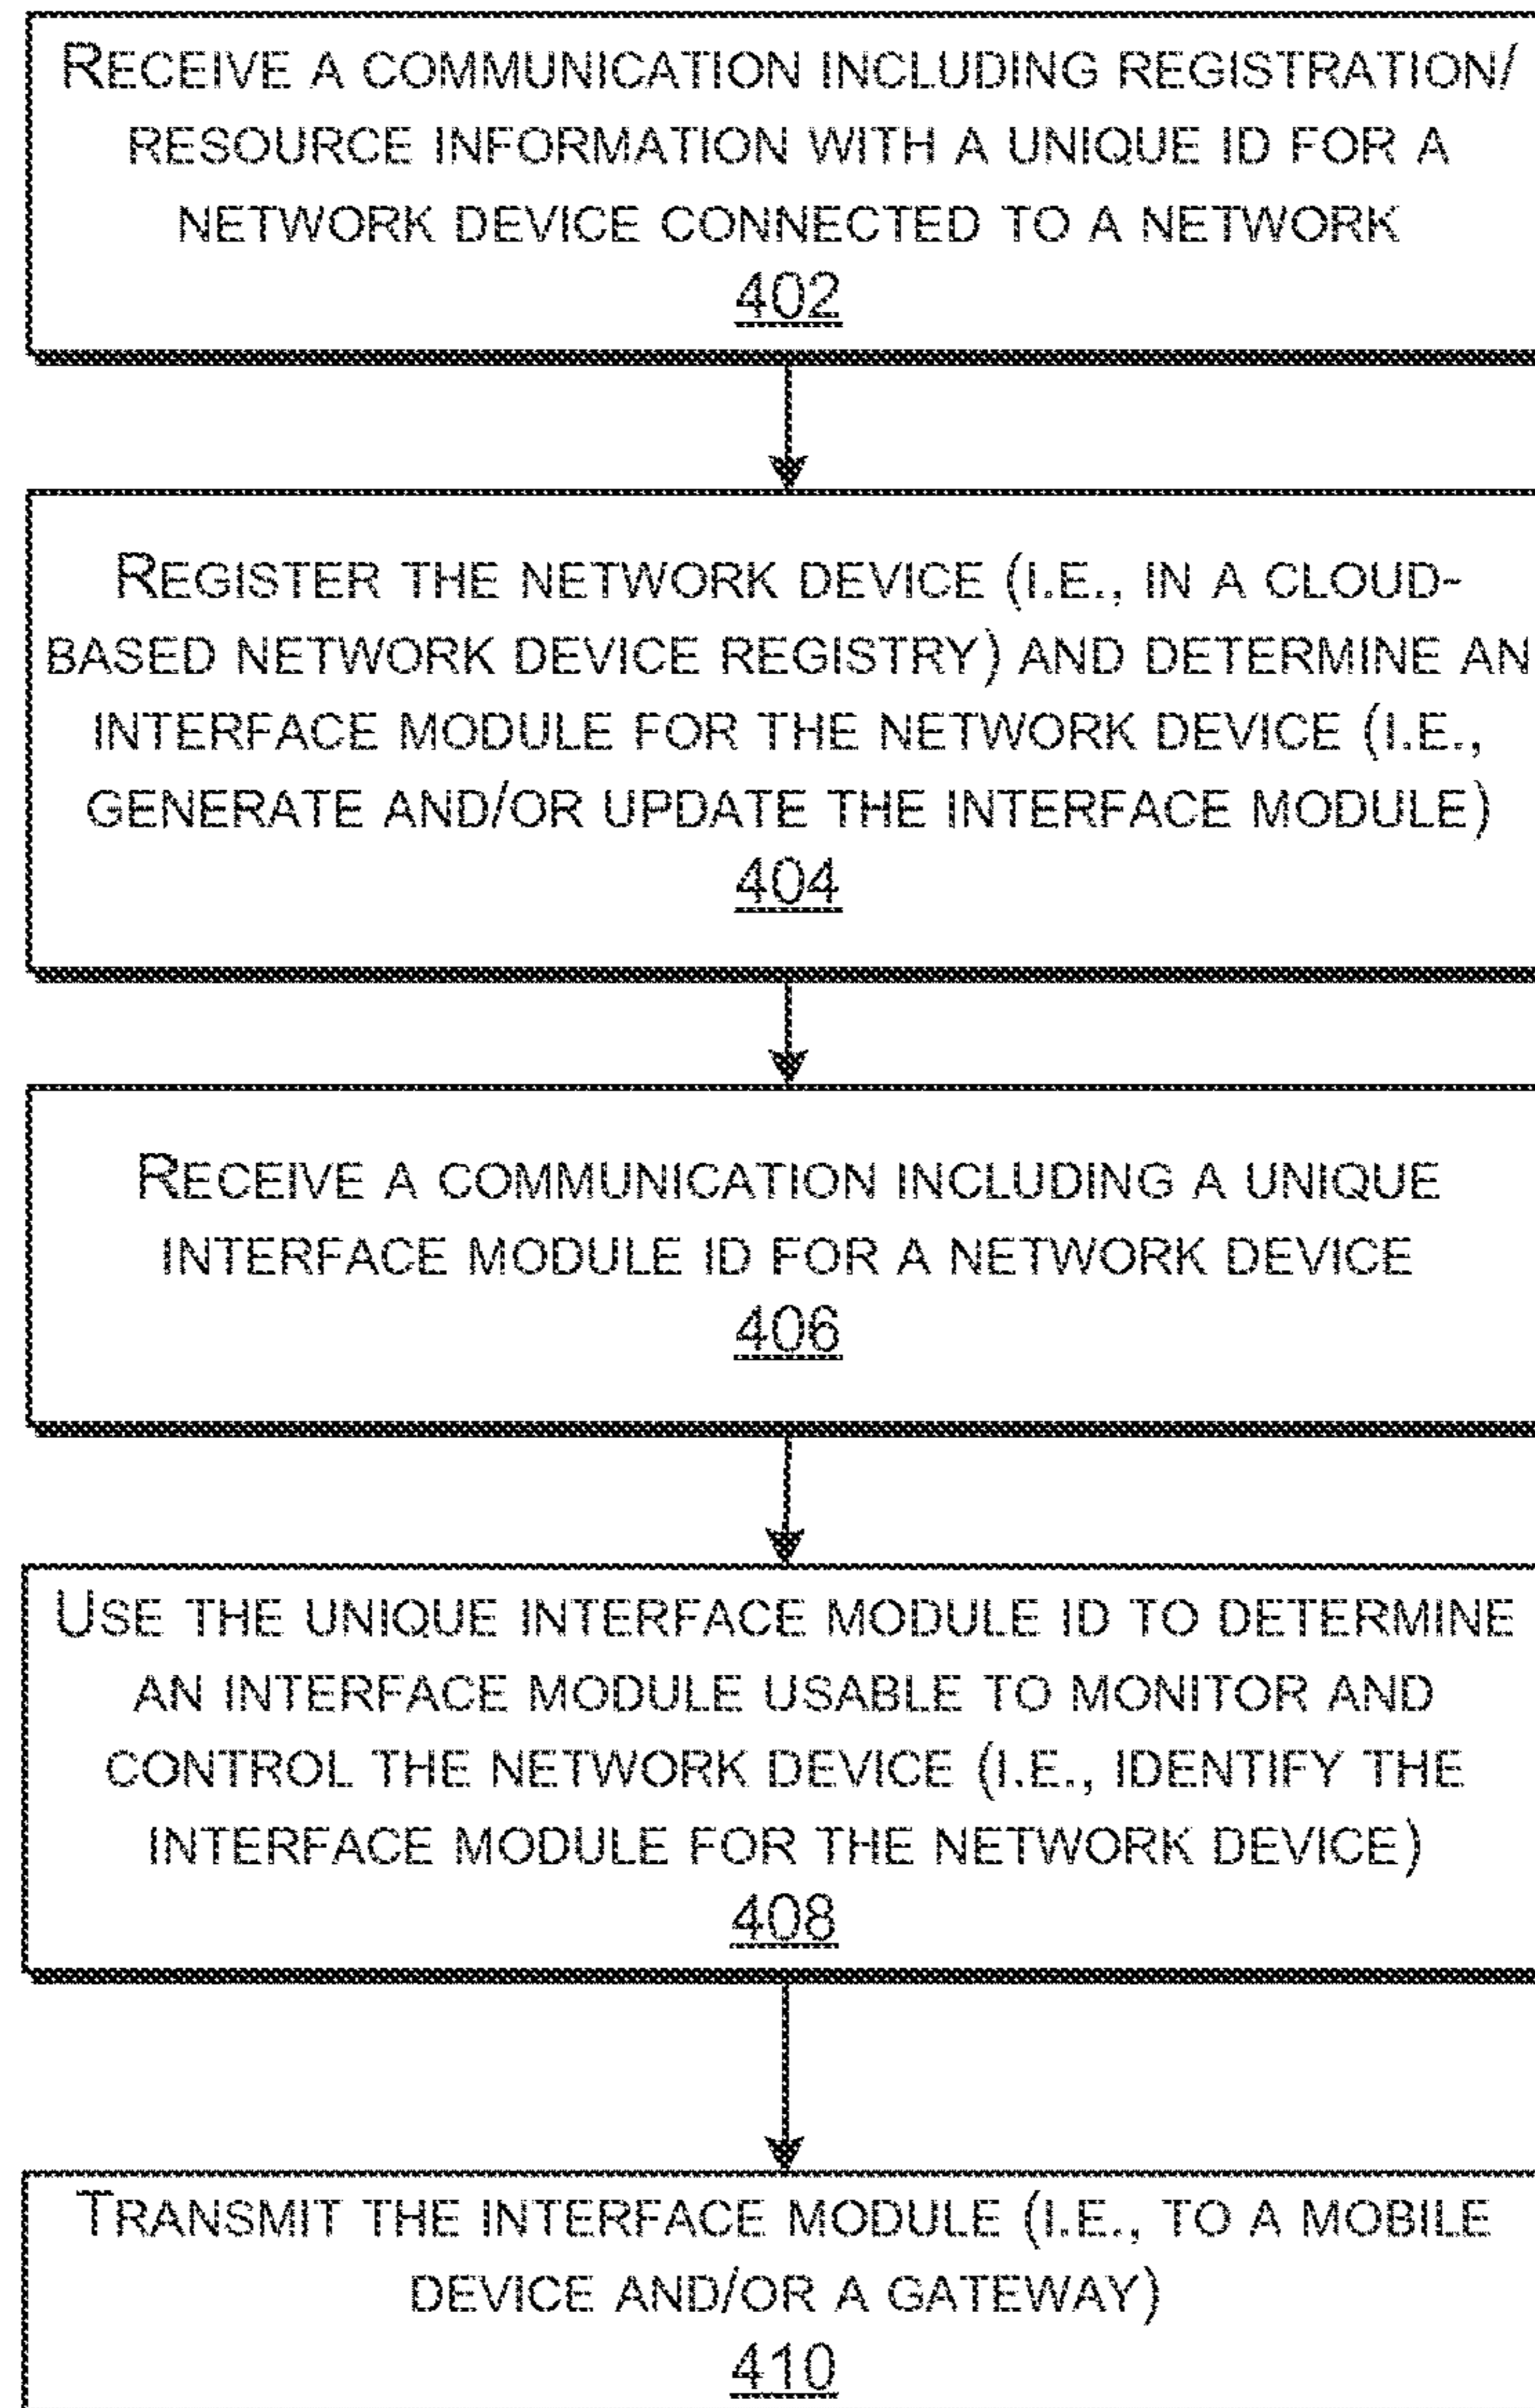 RECEIVE A COMMUNICATION INCLUDING REGISTRATION/
RESOURCE INFORMATION WITH A UNIQUE ID FOR A
NETWORK DEVICE CONNECTED TO A NETWORK
402
REGISTER THE NETWORK DEVICE (I.E., IN A CLOUD-
BASED NETWORK DEVICE REGISTRY) AND DETERMINE AN
INTERFACE MODULE FOR THE NETWORK DEVICE (I.E.,
GENERATE AND/OR UPDATE THE INTERFACE MODULE)
404
RECEIVE A COMMUNICATION INCLUDING A UNIQUE
INTERFACE MODULE ID FOR A NETWORK DEVICE
406
USE THE UNIQUE INTERFACE MODULE ID TO DETERMINE
AN INTERFACE MODULE USABLE TO MONITOR AND
CONTROL THE NETWORK DEVICE (I.E., IDENTIFY THE
INTERFACE MODULE FOR THE NETWORK DEVICE)
408
TRANSMIT THE INTERFACE MODULE (I.E., TO A MOBILE
DEVICE AND/OR A GATEWAY)
410